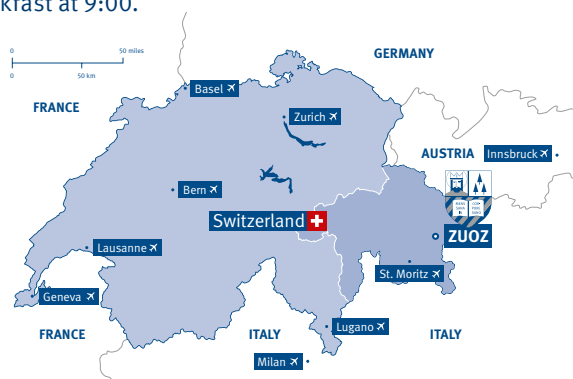 kfast at 9:00.
0 50 miles
0 50 km
GERMANY
Basel
FRANCE
Zurich
AUSTRIA Innsbruck
Bern
Switzerland
ZUOZ
Lausanne
St. Moritz
Geneva
Lugano
FRANCE ITALY ITALY
Milan